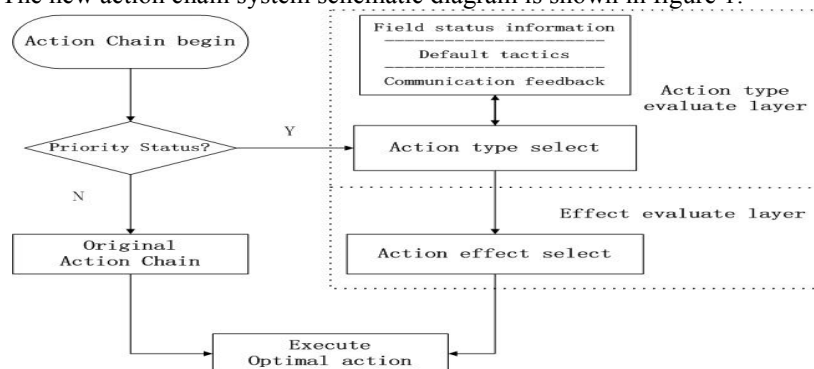 The new action chain system schematic diagram is shown in figure 1.
Action Chain begin
Field status information
Default tactics
Communication feedback
Action type
evaluate layer
Priority Status?
Y
Action type select
N
Effect evaluate layer
Original
Action Chain
Action effect select
Execute
Optimal action